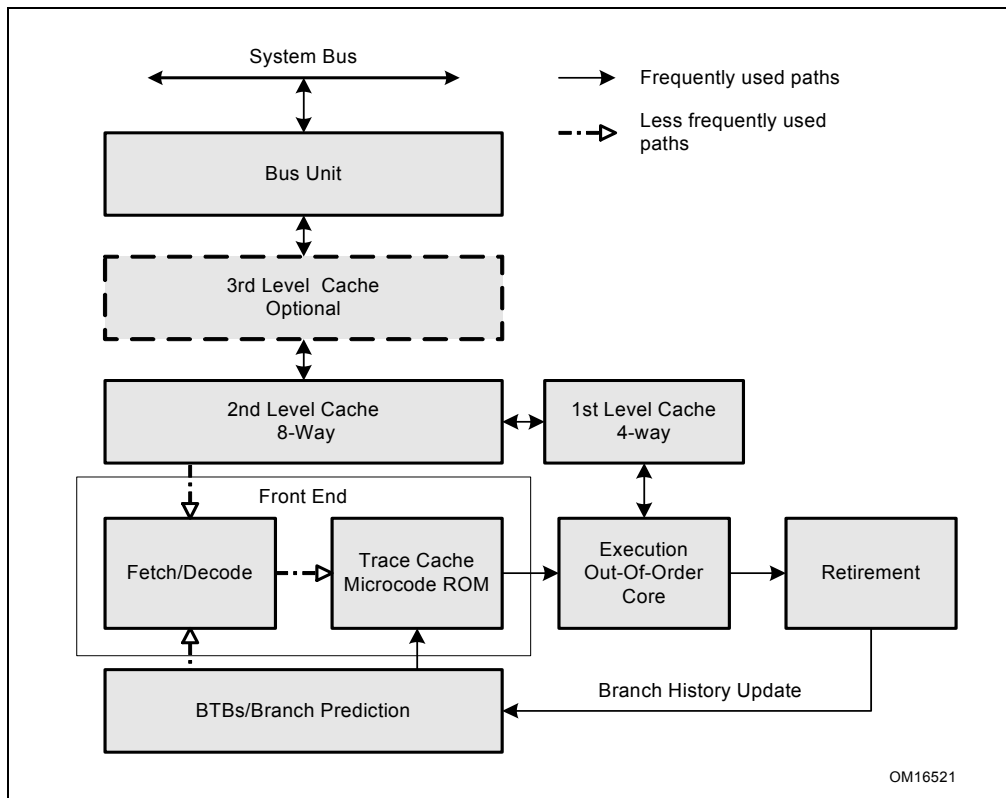 System Bus
Frequently used paths
Less frequently used
paths
Bus Unit
3rd Level Cache
Optional
2nd Level Cache
8-Way
1st Level Cache
4-way
Front End
Fetch/Decode
Trace Cache
Microcode ROM
Execution
Out-Of-Order
Core
Retirement
BTBs/Branch Prediction
Branch History Update
OM16521